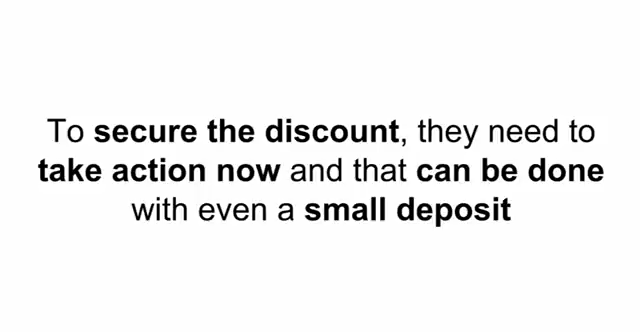 To secure the discount, they need to
take action now and that can be done
with even a small deposit